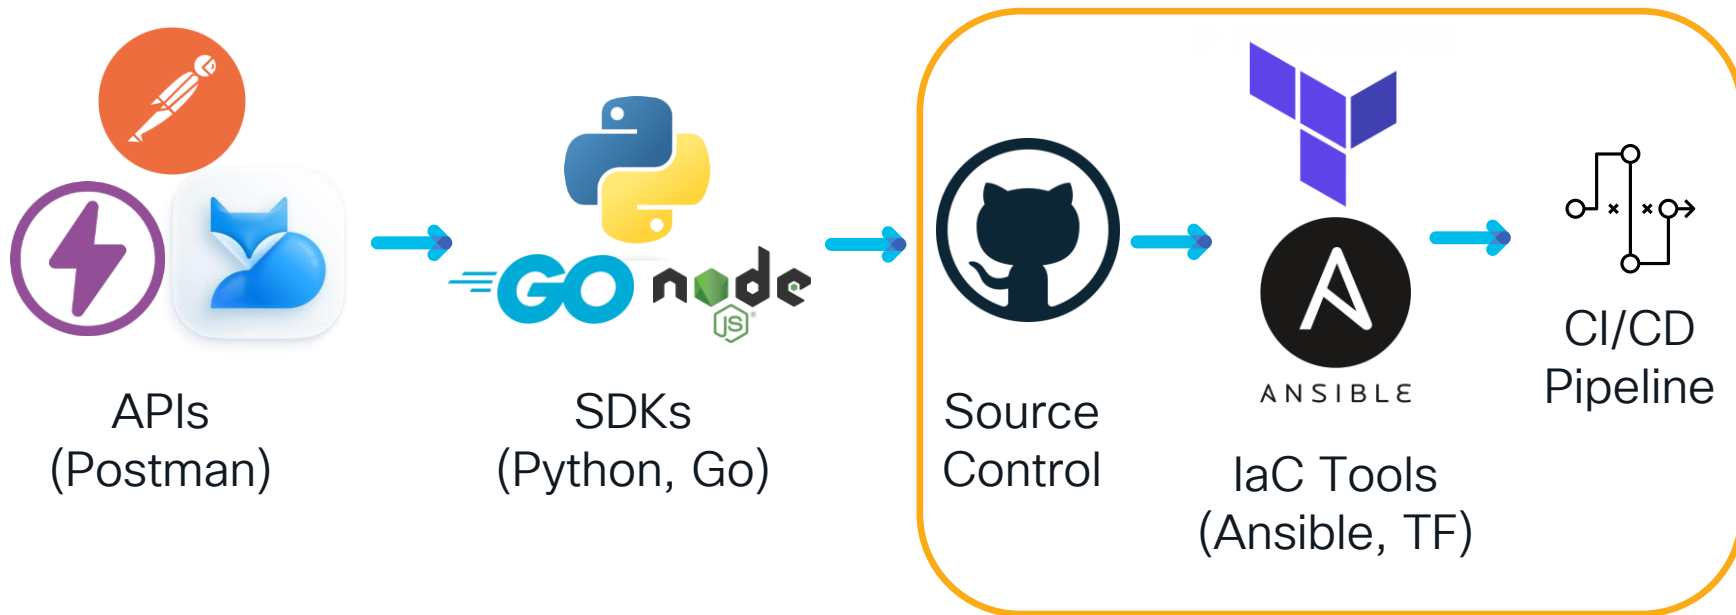 APIs
(Postman)
GO
node
JS
SDKs
(Python, Go)
Source
Control
ANSIBLE
IaC Tools
(Ansible, TF)
CI/CD
Pipeline